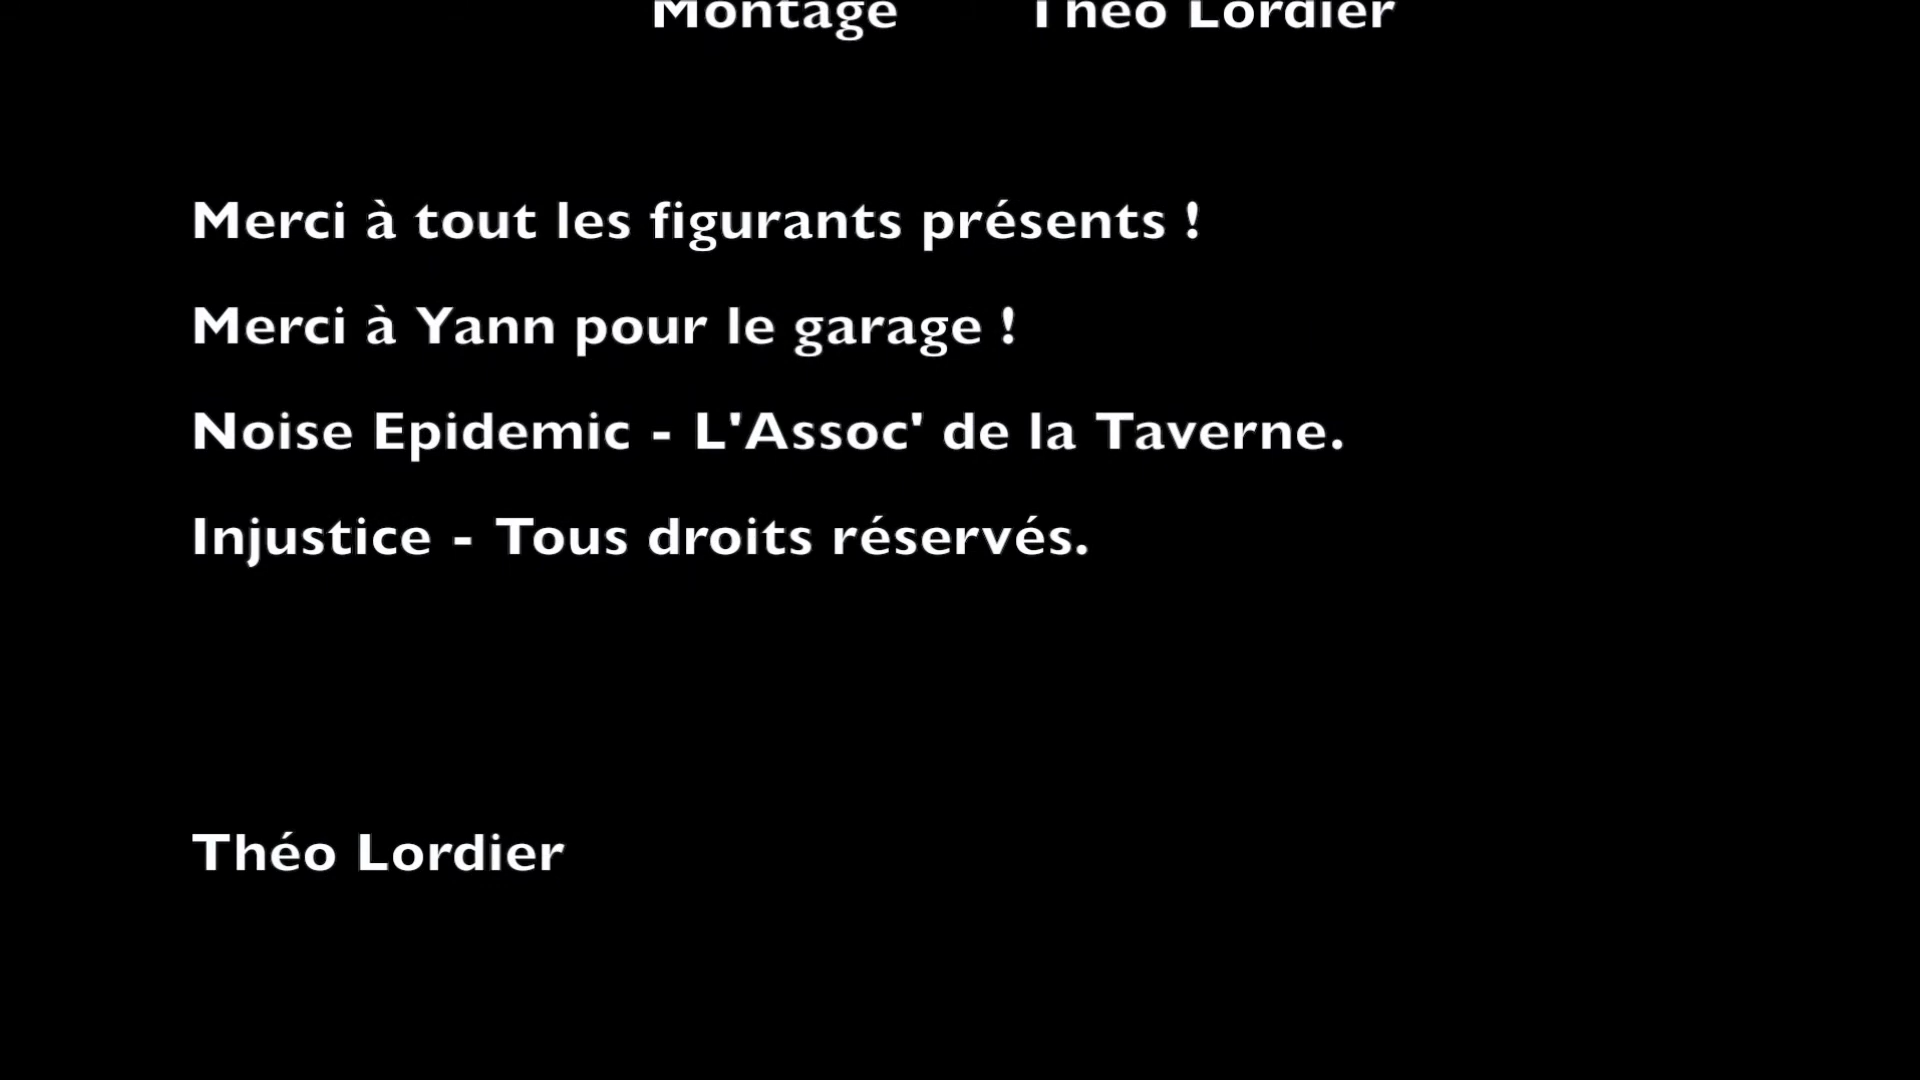 Montage Théo Lordier
Merci à tout les figurants présents !
Merci à Yann pour le garage !
Noise Epidemic - L'Assoc' de la Taverne.
Injustice - Tous droits réservés.
Théo Lordier